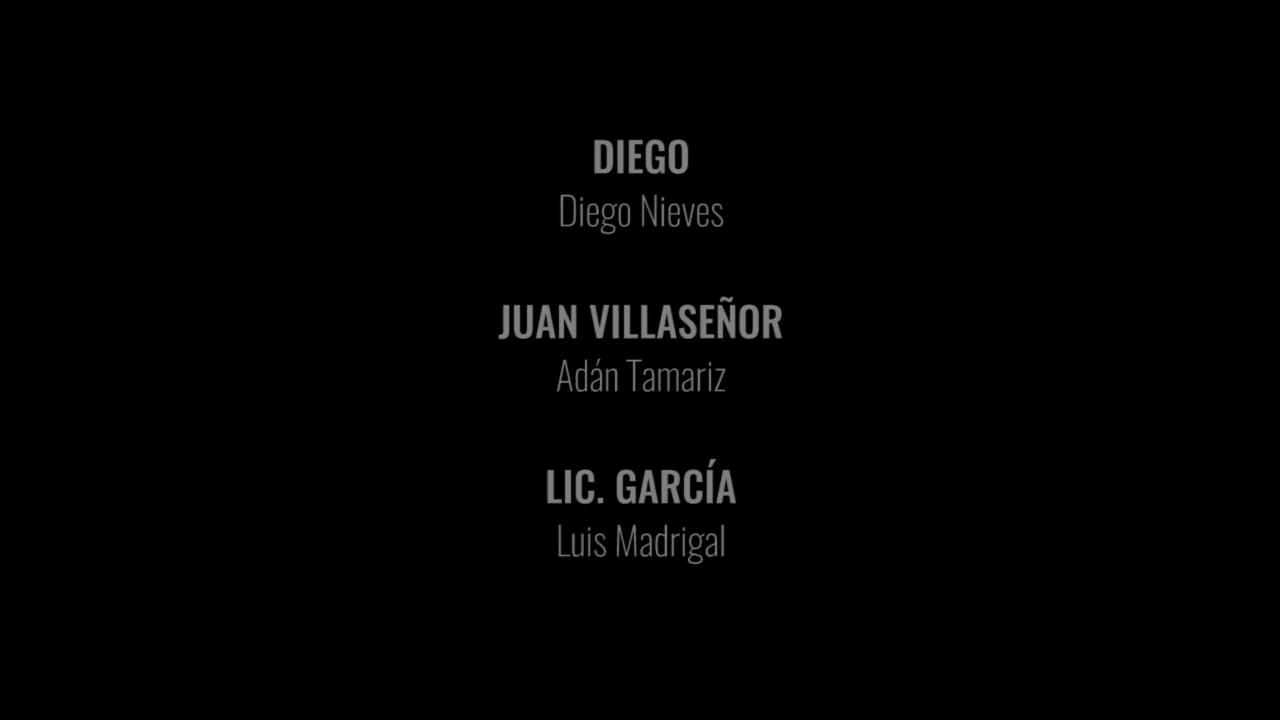 DIEGO
Diego Nieves
JUAN VILLASEÑOR
Adán Tamariz
LIC. GARCÍA
Luis Madrigal